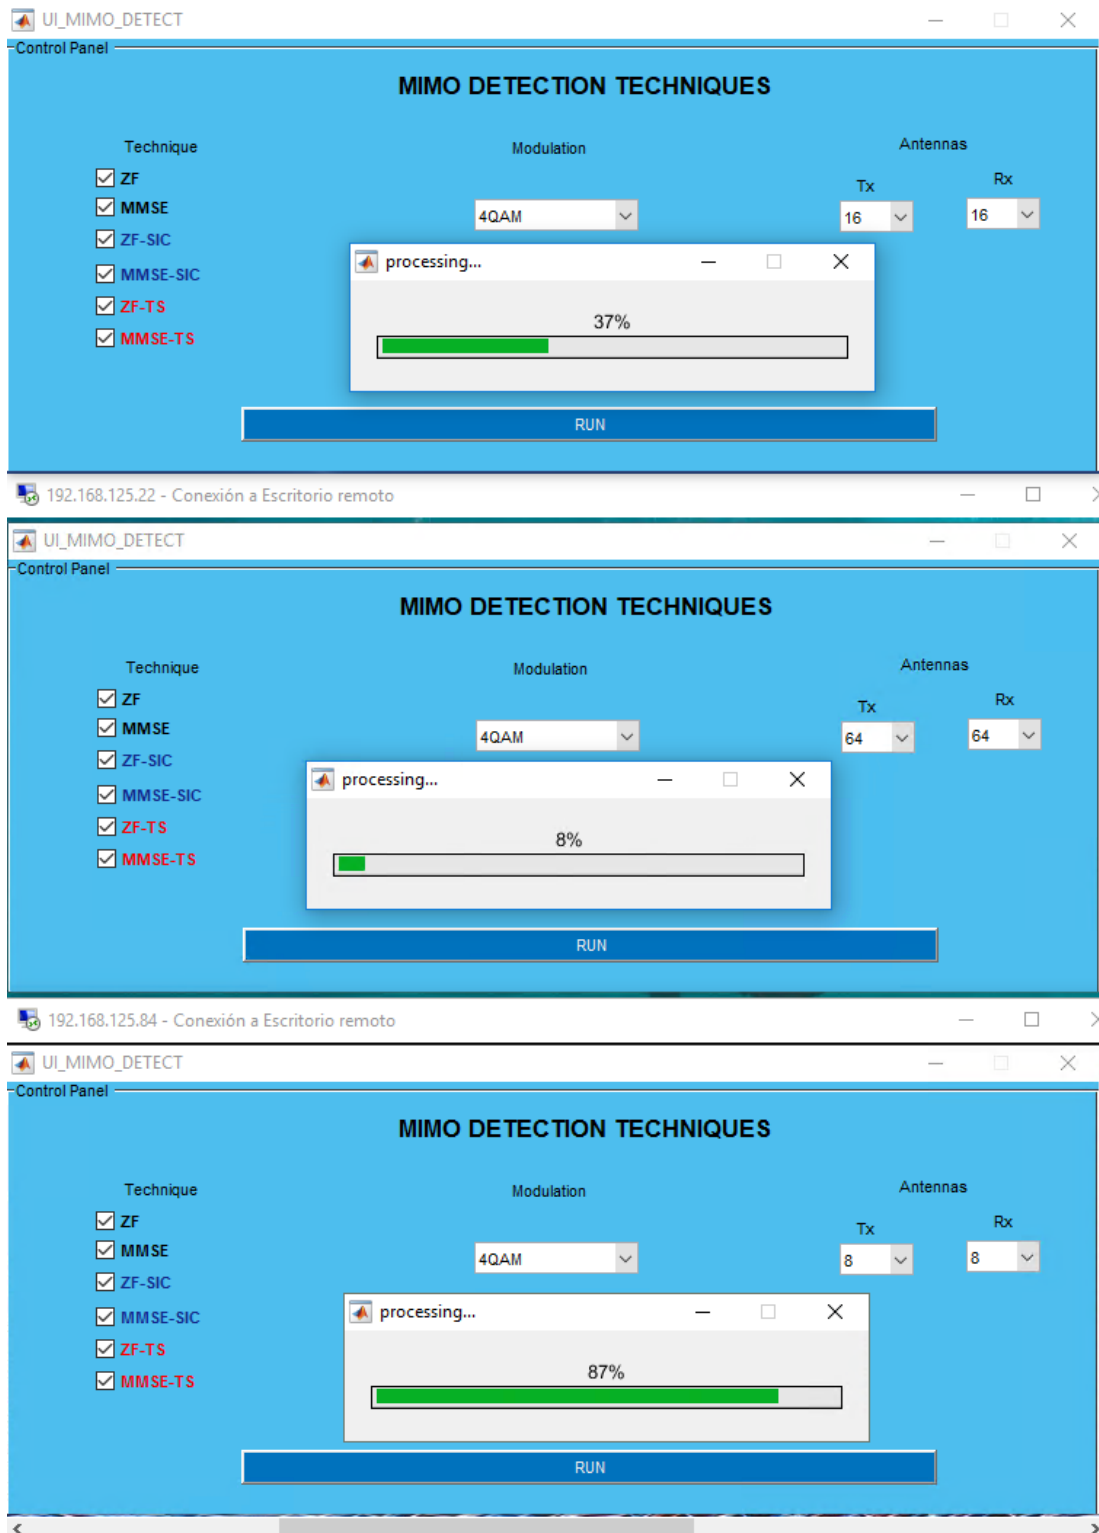 UI_MIMO_DETECT
Control Panel
MIMO DETECTION TECHNIQUES
Technique Modulation Antennas
ZF Tx Rx
MMSE 4QAM 16 16
ZF-SIC
MMSE-SIC
ZF-TS
MMSE-TS
processing...
37%
RUN
192.168.125.22 - Conexión a Escritorio remoto
UI_MIMO_DETECT
Control Panel
MIMO DETECTION TECHNIQUES
Technique Modulation Antennas
ZF Tx Rx
MMSE 4QAM 64 64
ZF-SIC
MMSE-SIC
ZF-TS
MMSE-TS
processing...
8%
RUN
192.168.125.84 - Conexión a Escritorio remoto
UI_MIMO_DETECT
Control Panel
MIMO DETECTION TECHNIQUES
Technique Modulation Antennas
ZF Tx Rx
MMSE 4QAM 8 8
ZF-SIC
MMSE-SIC
ZF-TS
MMSE-TS
processing...
87%
RUN